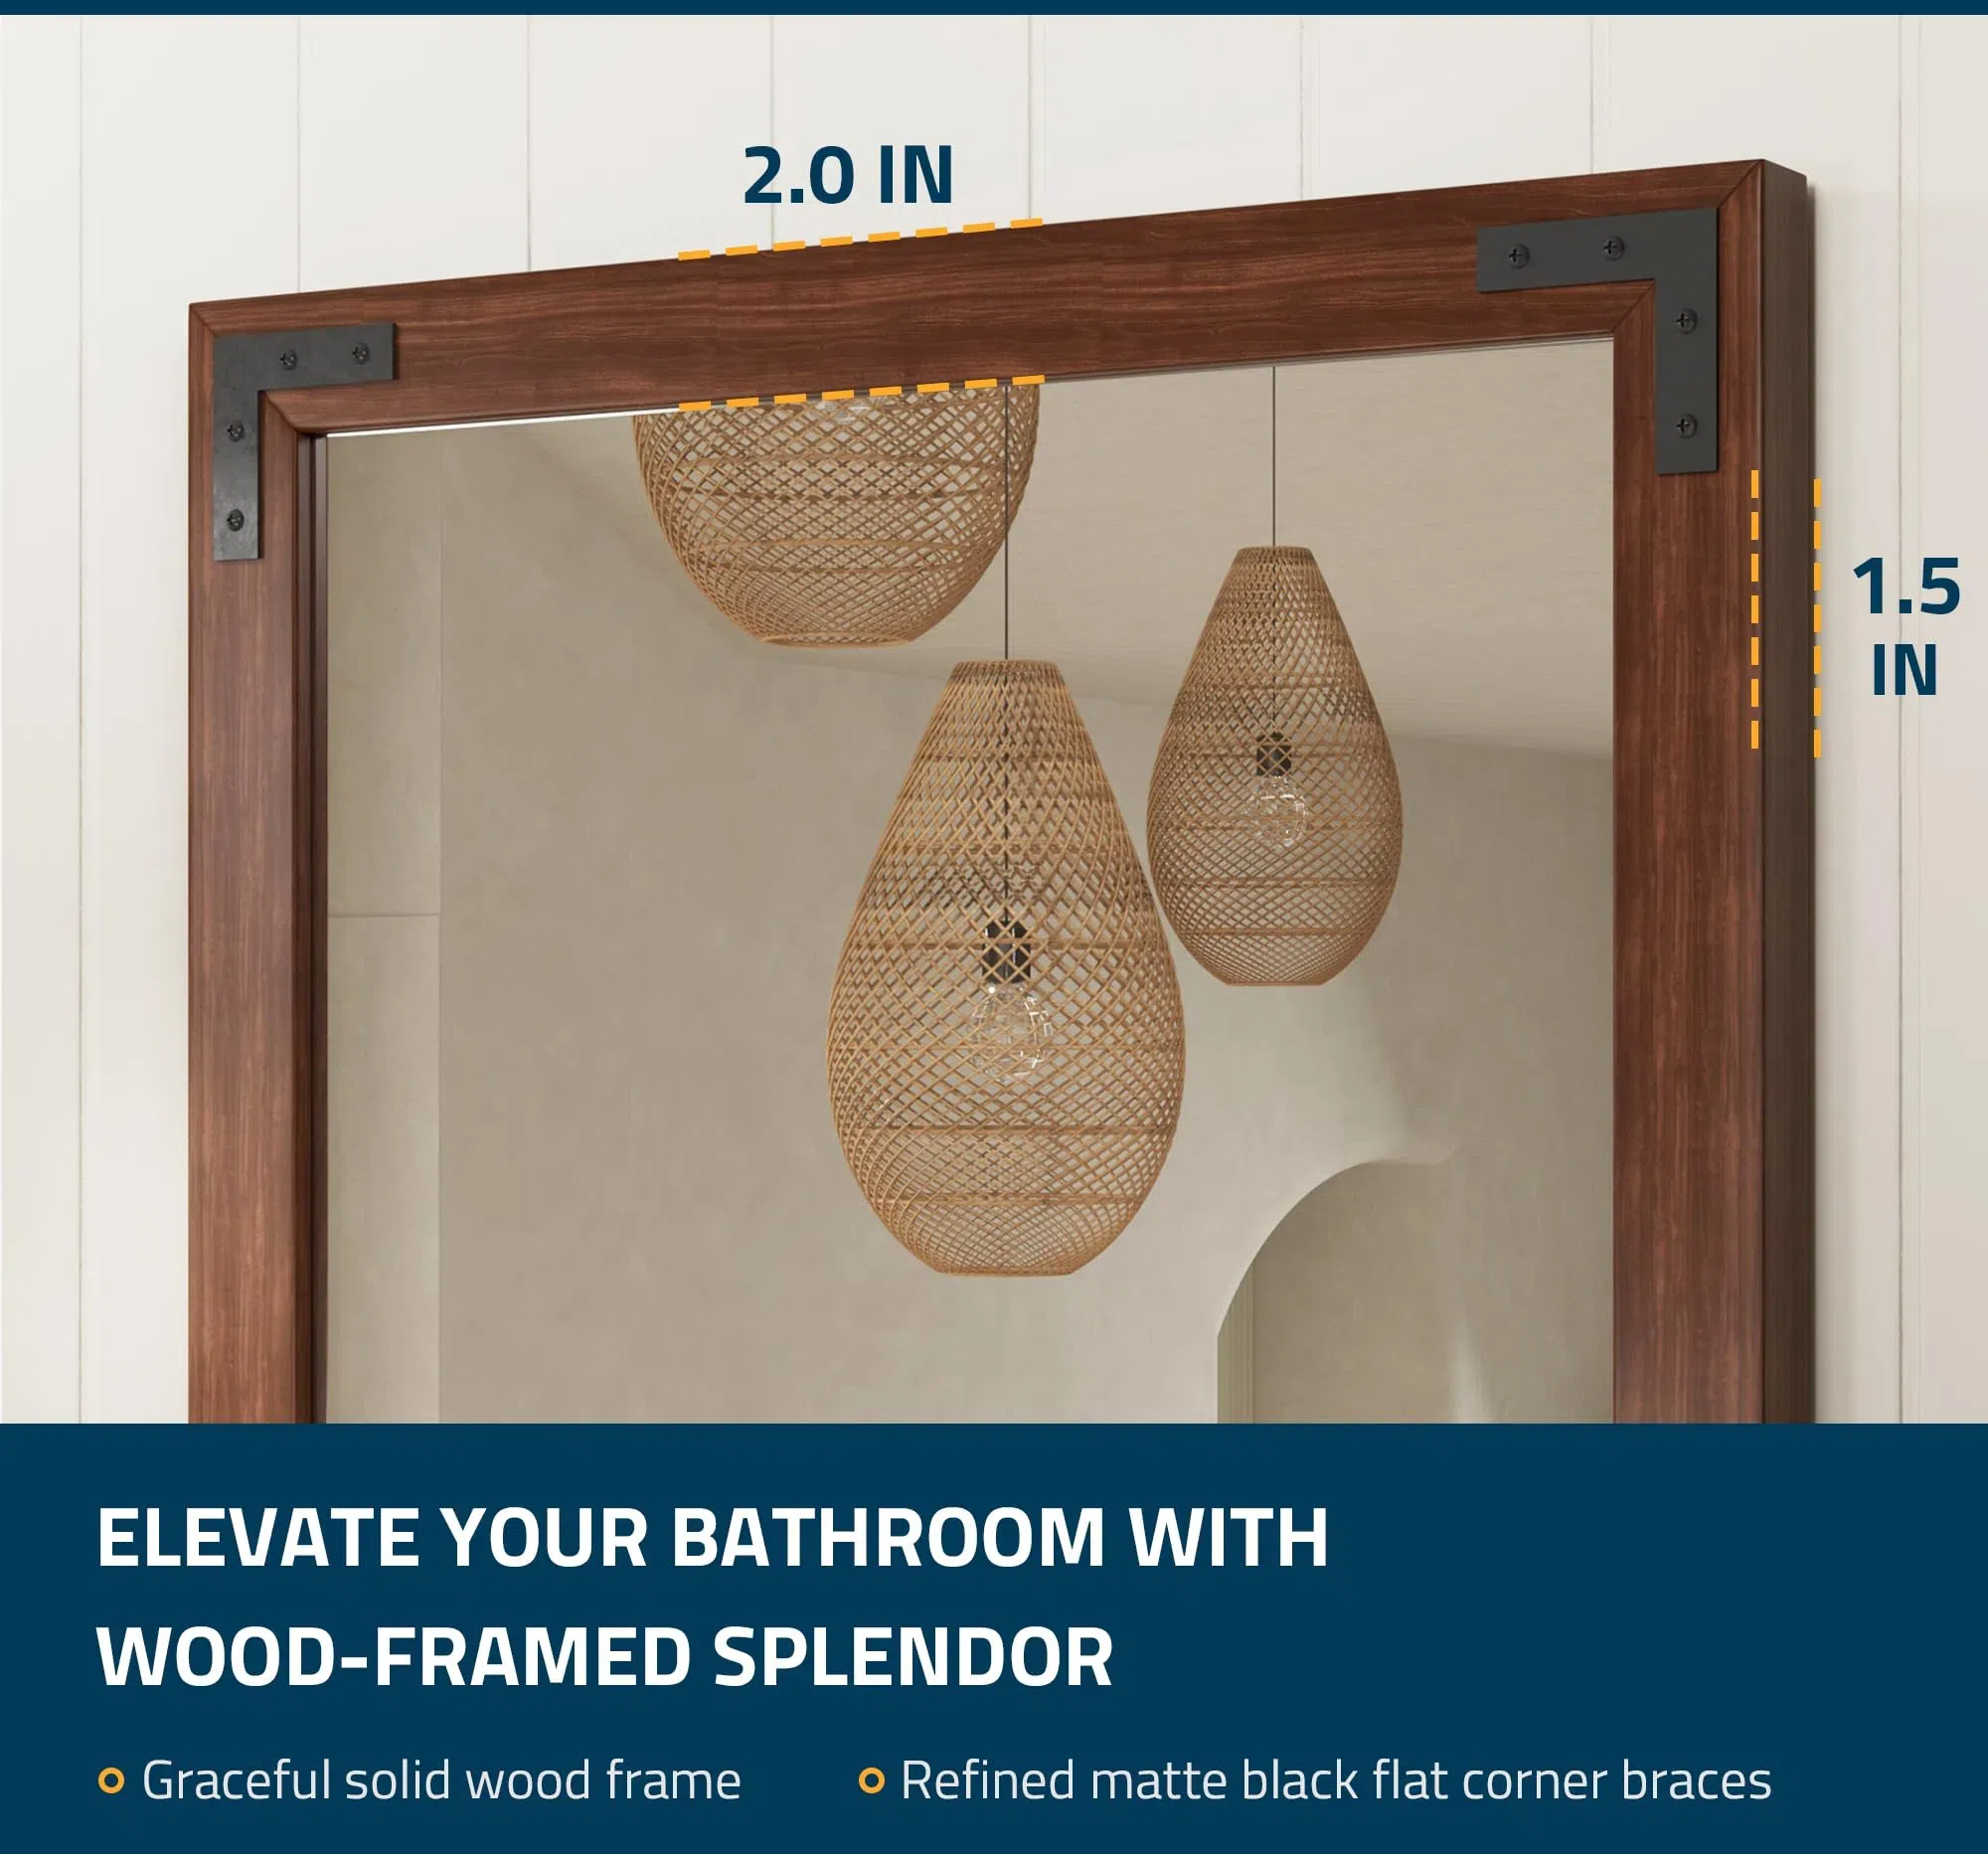 2.0 IN
1.5
IN
ELEVATE YOUR BATHROOM WITH
WOOD-FRAMED SPLENDOR
Graceful solid wood frame
Refined matte black flat corner braces